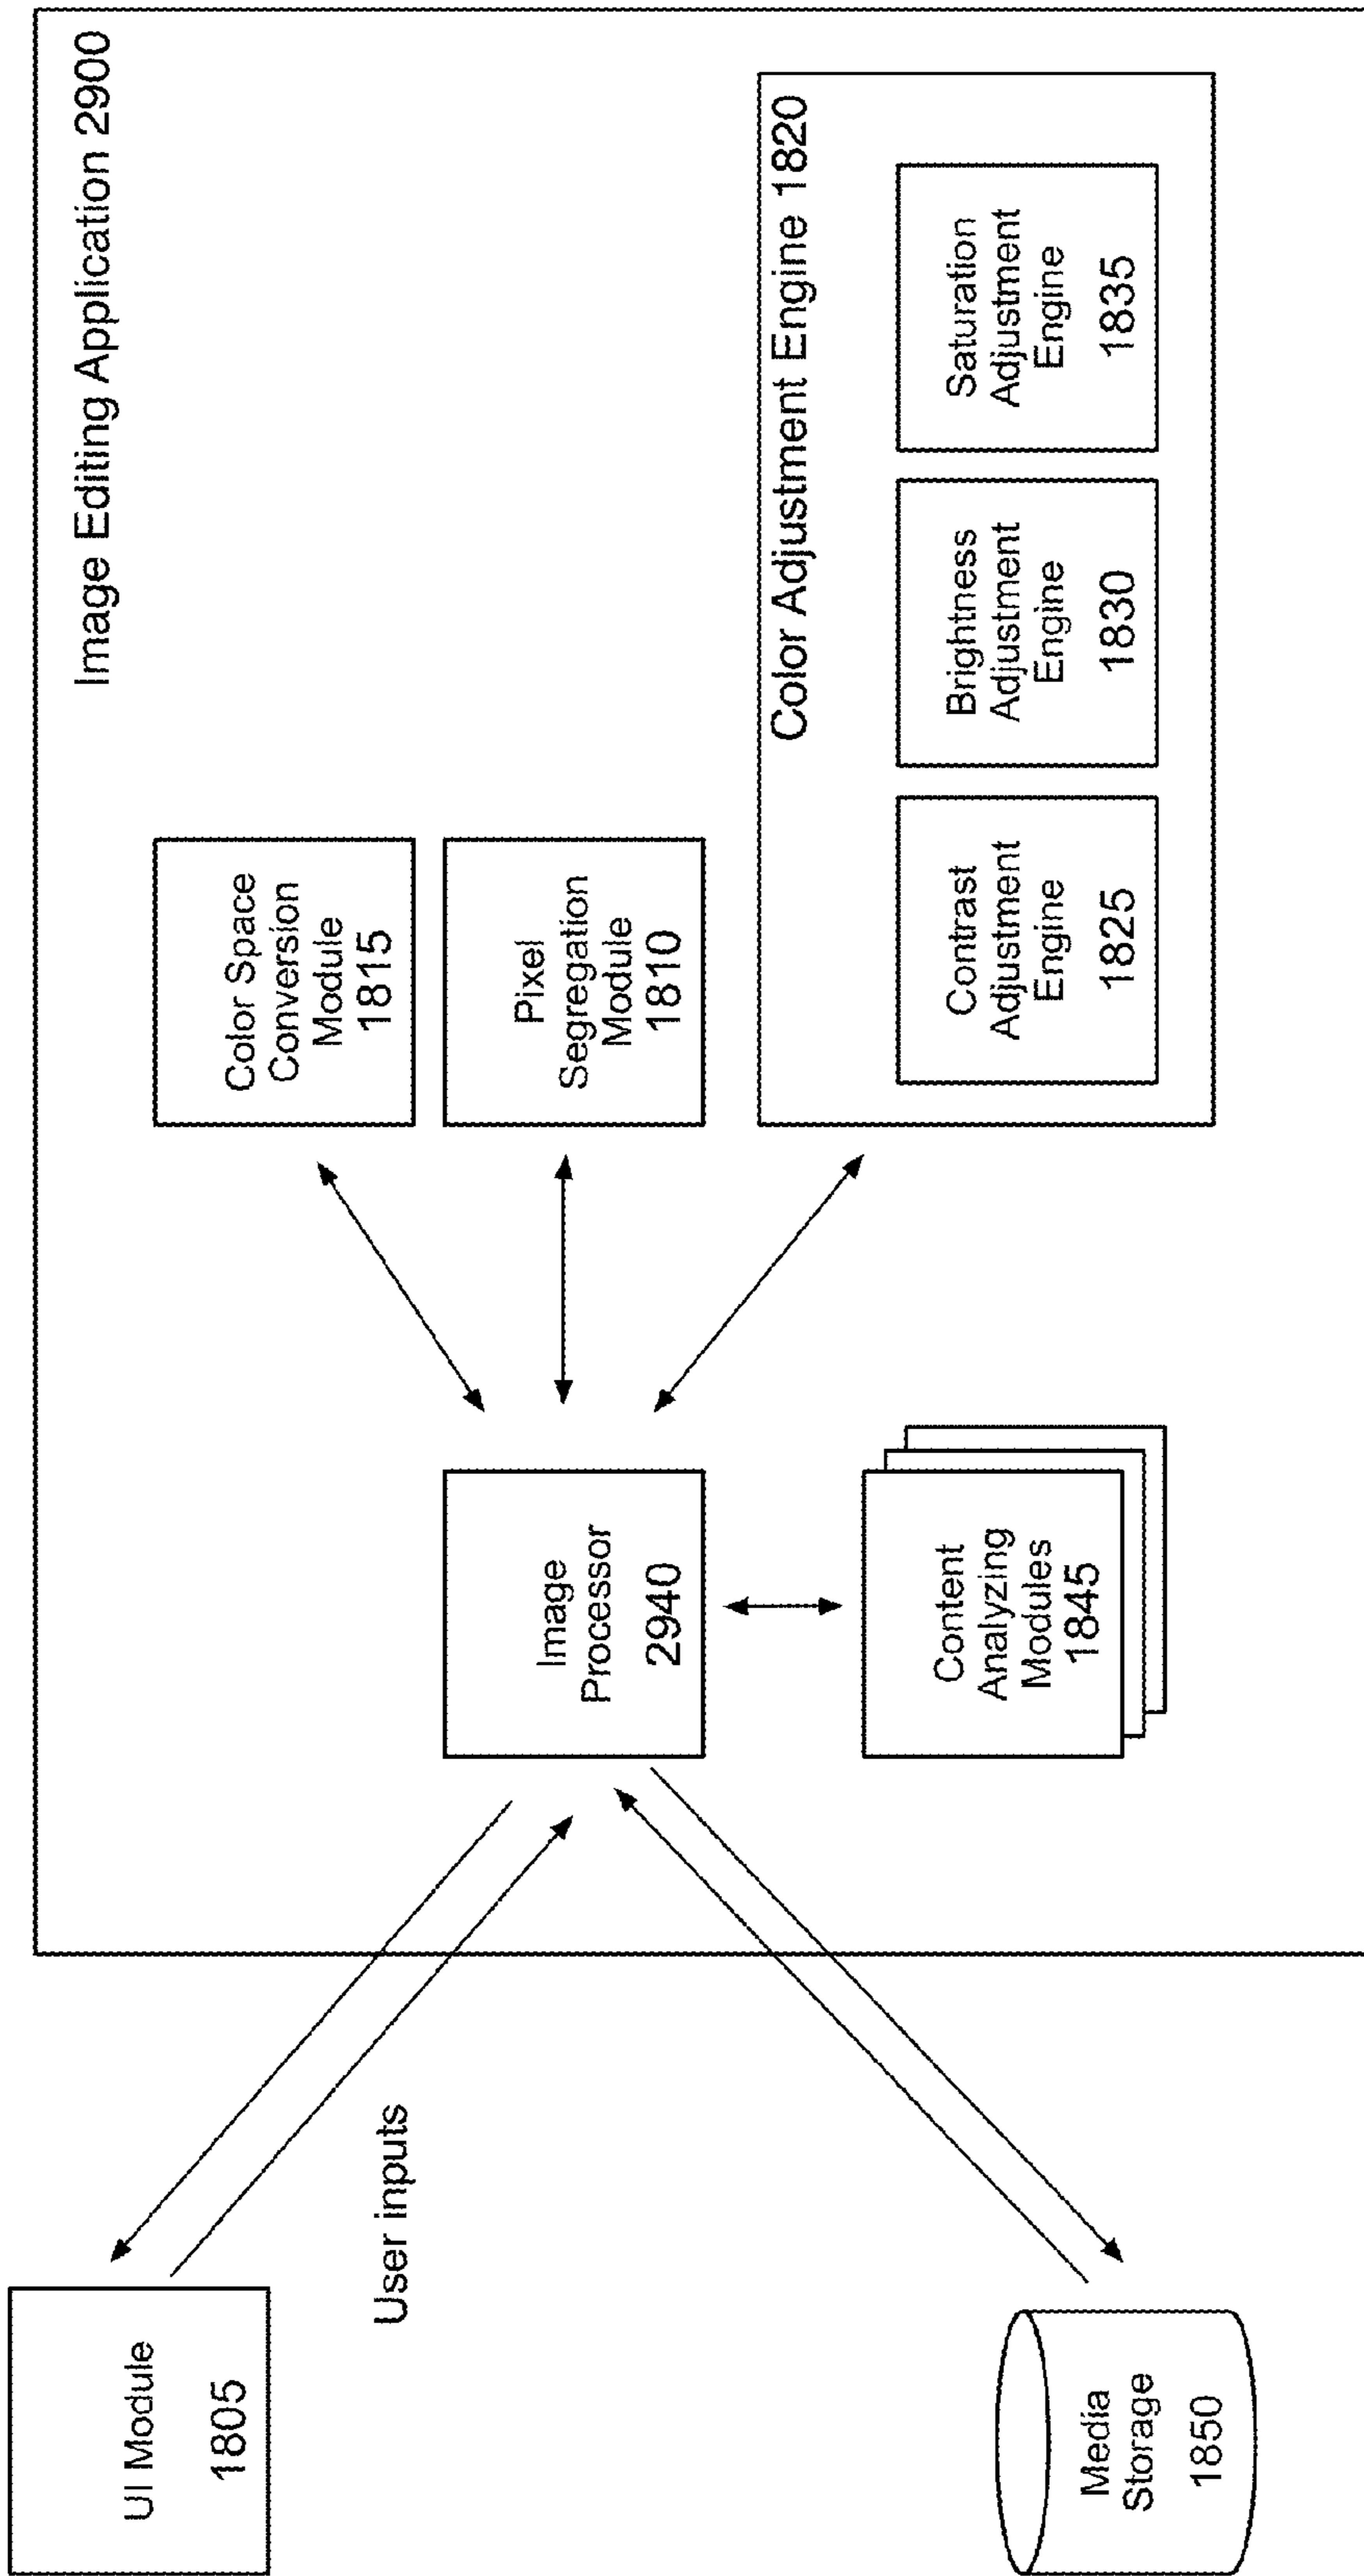 Image Editing Application 2900
UI Module
1805
User inputs
Media
Storage
1850
Image
Processor
2940
Content
Analyzing
Modules
1845
Color Space
Conversion
Module
1815
Pixel
Segregation
Module
1810
Color Adjustment Engine 1820
Contrast
Adjustment
Engine
1825
Brightness
Adjustment
Engine
1830
Saturation
Adjustment
Engine
1835